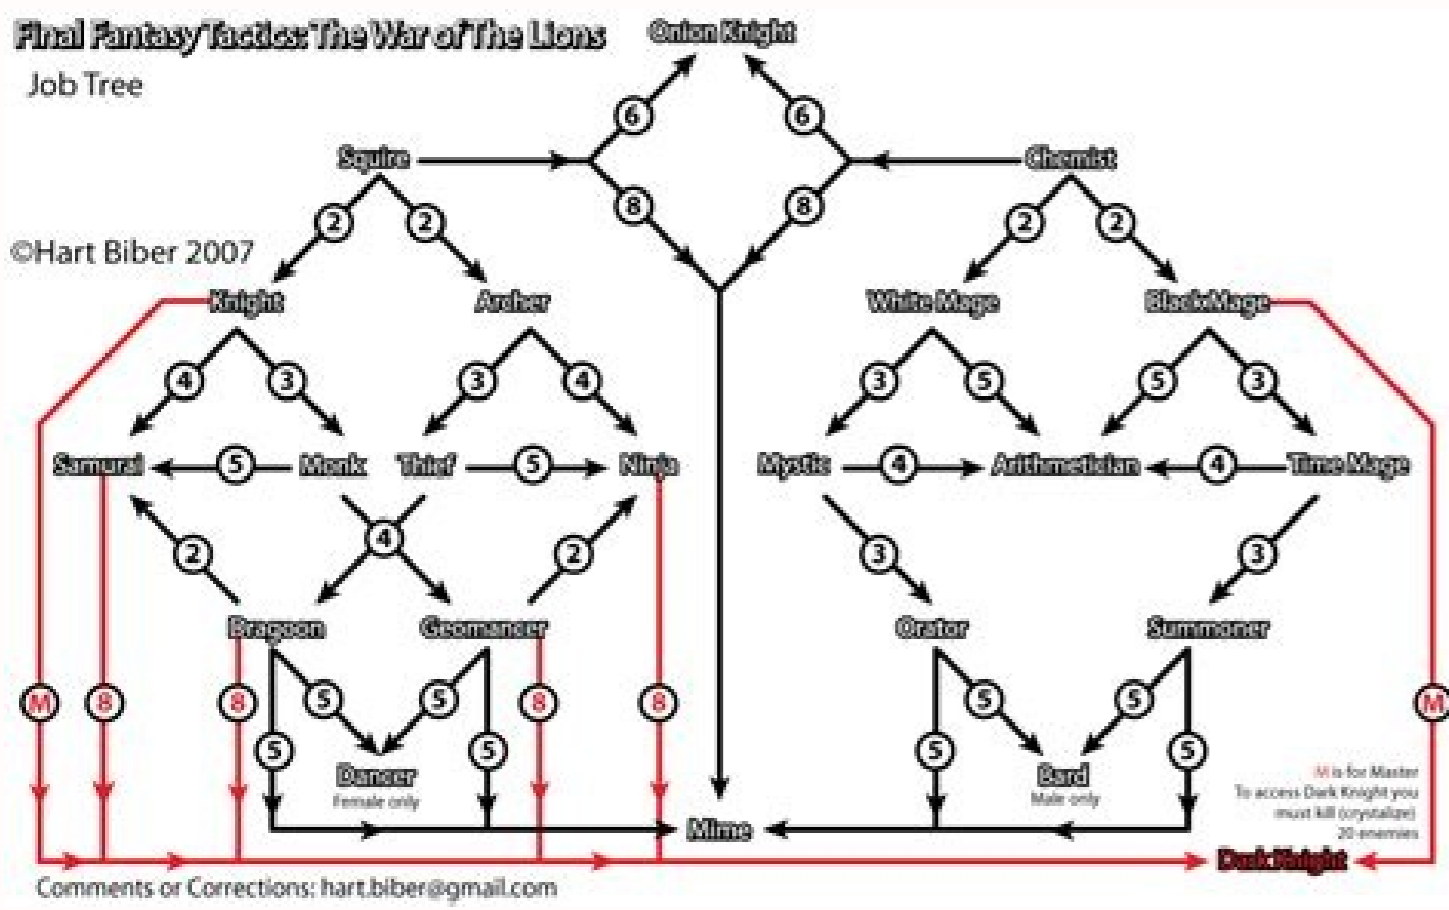 Final Fantasy Tactics: The War of The Lions
Job Tree
Onion Knight
6 6
Squire Chemist
8 8
2 2 2 2
©Hart Biber 2007
Knight Archer White Mage Black Mage
4 3 3 4 3 5 5 3
Samurai 5 Monk Thief 5 Ninja Mystic 4 Arithmetician 4 Time Mage
2 4 2 3 3
Dragoon Geomancer Orator Summoner
M 8 8 5 5 8 8 5 5 M
5 5 5 5
Dancer Bard
Female only Male only
M is for Master
To access Dark Knight you
must kill (crystalize)
20 enemies
Mime
Dark Knight
Comments or Corrections: hart.biber@gmail.com